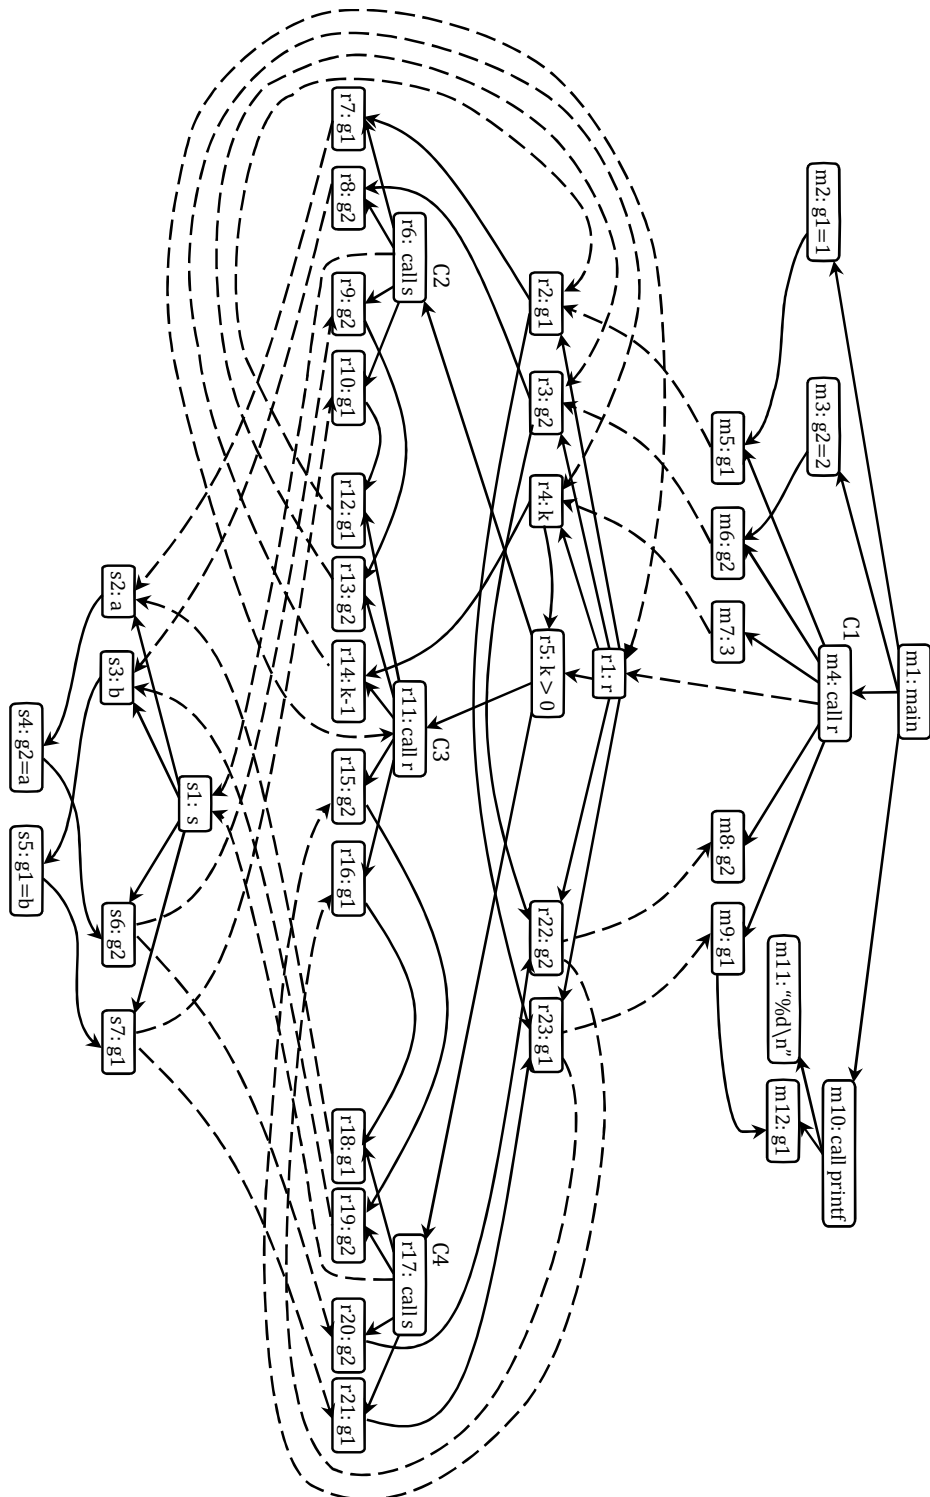 m1: main
m2: g1=1
m3: g2=2
C1
m4: call r
m10: call printf
m5: g1
m6: g2
m7: 3
m8: g2
m9: g1
m11: “%d\n”
m12: g1
r1: r
r2: g1
r3: g2
r4: k
r5: k > 0
r22: g2
r23: g1
C2
r6: call s
C3
r11: call r
C4
r17: call s
r7: g1
r8: g2
r9: g2
r10: g1
r12: g1
r13: g2
r14: k-1
r15: g2
r16: g1
r18: g1
r19: g2
r20: g2
r21: g1
s1: s
s2: a
s3: b
s6: g2
s7: g1
s4: g2=a
s5: g1=b